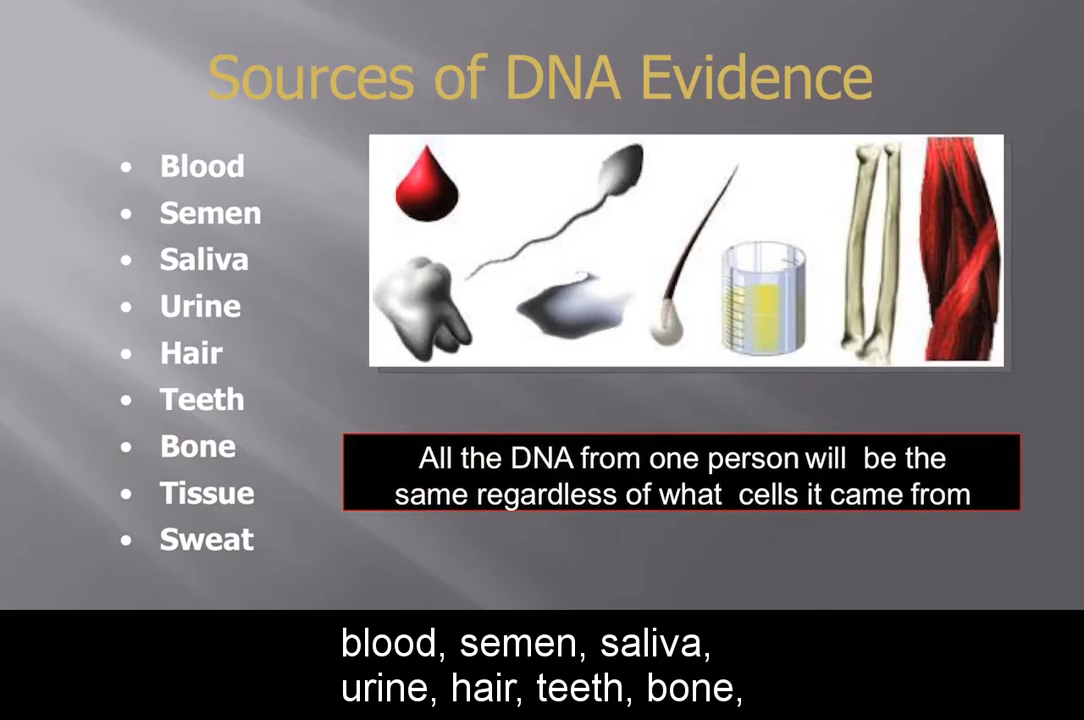 Sources of DNA Evidence
• Blood
• Semen
• Saliva
• Urine
• Hair
• Teeth
• Bone
• Tissue
• Sweat
All the DNA from one person will be the
same regardless of what cells it came from
blood, semen, saliva,
urine, hair, teeth, bone,